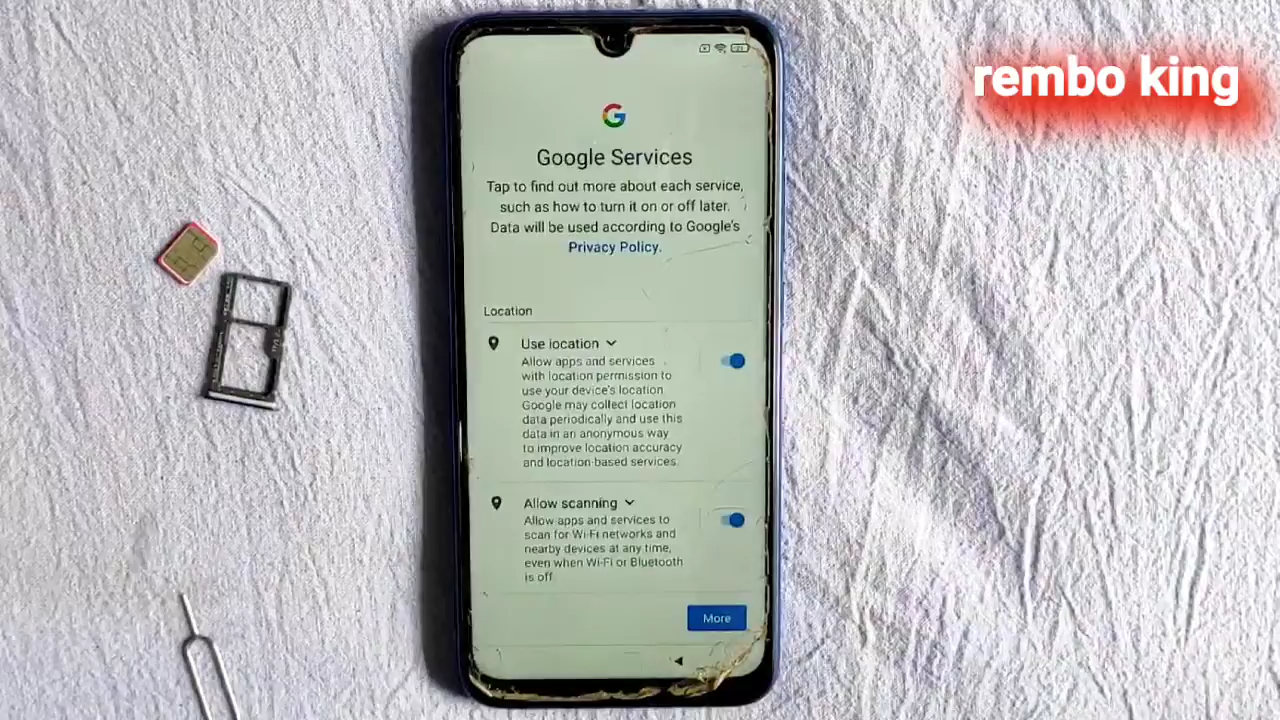 rembo king
Google Services
Tap to find out more about each service,
such as how to turn it on or off later.
Data will be used according to Google's
Privacy Policy.
Location
Use location
Allow apps and services
with location permission to
use your device's location.
Google may collect location
data periodically and use this
data in an anonymous way
to improve location accuracy
and location-based services.
Allow scanning
Allow apps and services to
scan for Wi-Fi networks and
nearby devices at any time,
even when Wi-Fi or Bluetooth
is off.
More